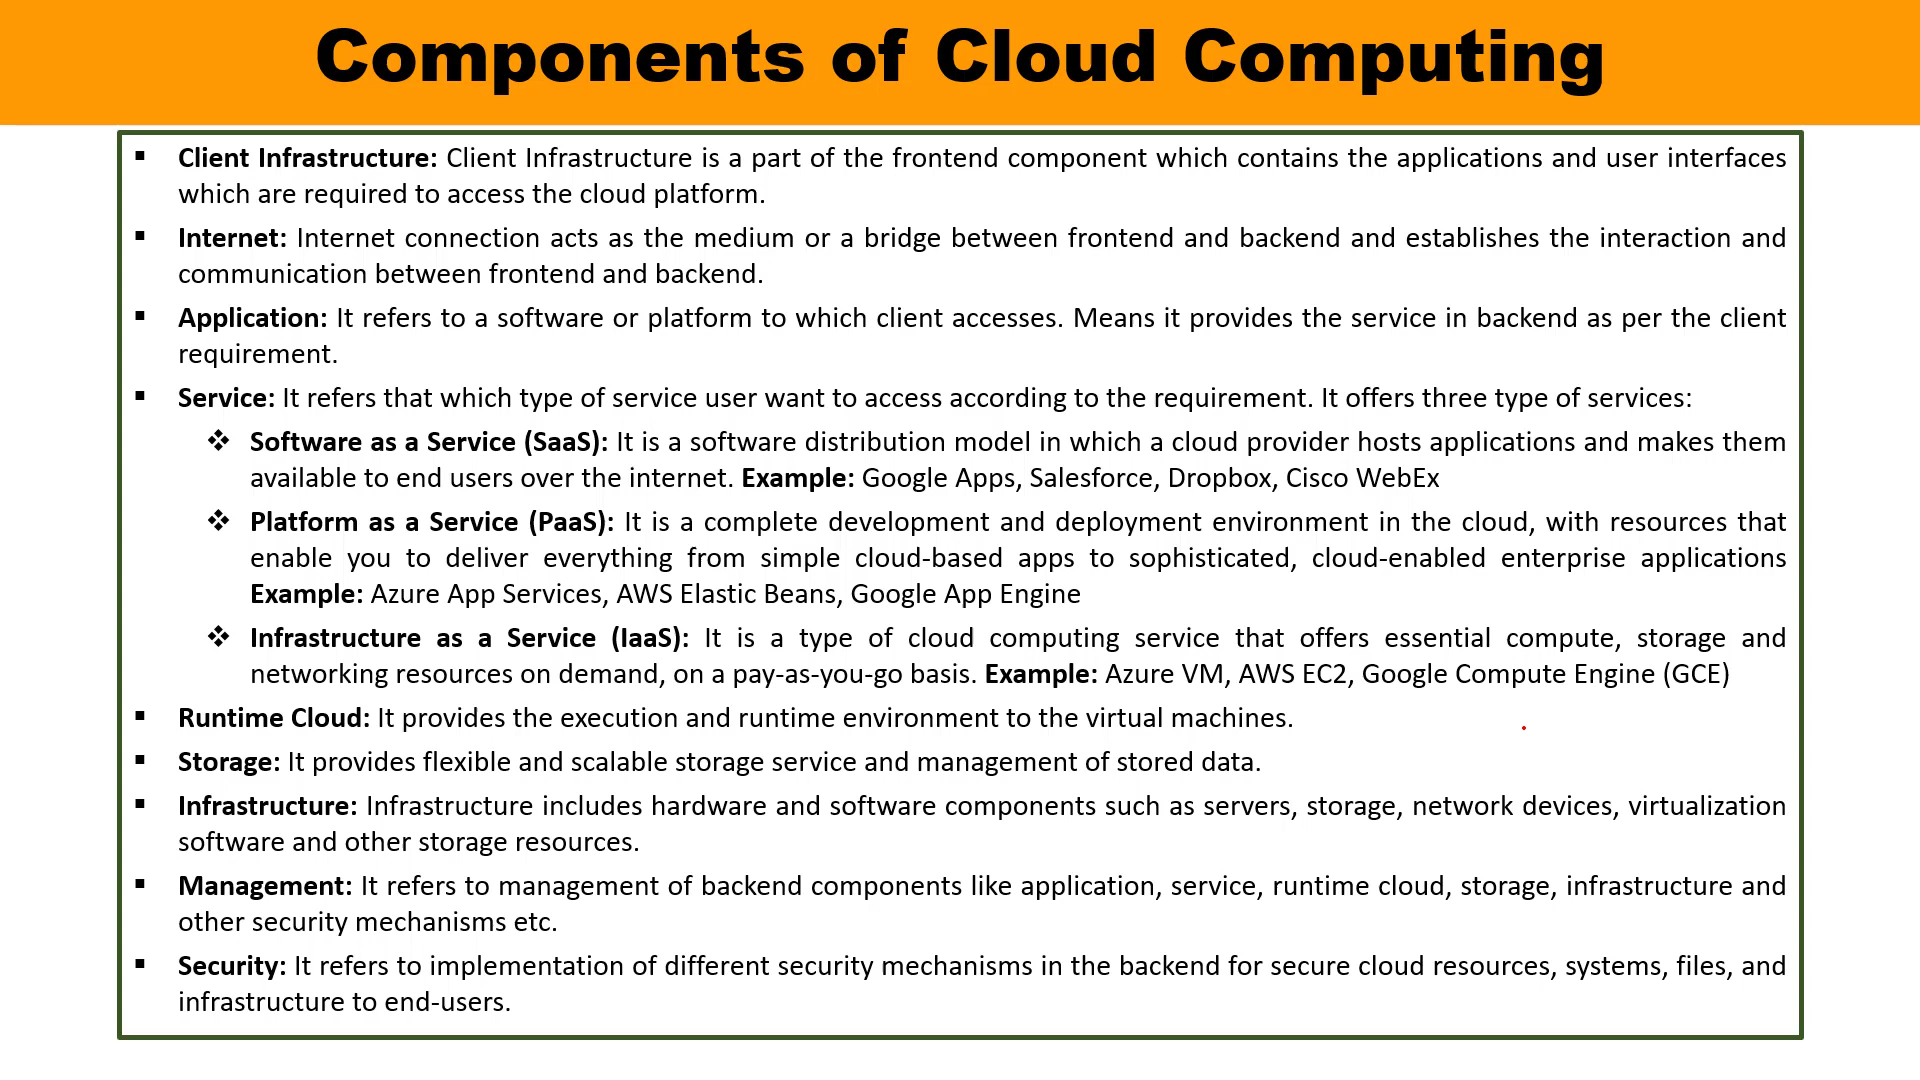 Components of Cloud Computing
▪ Client Infrastructure: Client Infrastructure is a part of the frontend component which contains the applications and user interfaces
which are required to access the cloud platform.
▪ Internet: Internet connection acts as the medium or a bridge between frontend and backend and establishes the interaction and
communication between frontend and backend.
▪ Application: It refers to a software or platform to which client accesses. Means it provides the service in backend as per the client
requirement.
▪ Service: It refers that which type of service user want to access according to the requirement. It offers three type of services:
❖ Software as a Service (SaaS): It is a software distribution model in which a cloud provider hosts applications and makes them
available to end users over the internet. Example: Google Apps, Salesforce, Dropbox, Cisco WebEx
❖ Platform as a Service (PaaS): It is a complete development and deployment environment in the cloud, with resources that
enable you to deliver everything from simple cloud-based apps to sophisticated, cloud-enabled enterprise applications
Example: Azure App Services, AWS Elastic Beans, Google App Engine
❖ Infrastructure as a Service (IaaS): It is a type of cloud computing service that offers essential compute, storage and
networking resources on demand, on a pay-as-you-go basis. Example: Azure VM, AWS EC2, Google Compute Engine (GCE)
▪ Runtime Cloud: It provides the execution and runtime environment to the virtual machines.
▪ Storage: It provides flexible and scalable storage service and management of stored data.
▪ Infrastructure: Infrastructure includes hardware and software components such as servers, storage, network devices, virtualization
software and other storage resources.
▪ Management: It refers to management of backend components like application, service, runtime cloud, storage, infrastructure and
other security mechanisms etc.
▪ Security: It refers to implementation of different security mechanisms in the backend for secure cloud resources, systems, files, and
infrastructure to end-users.